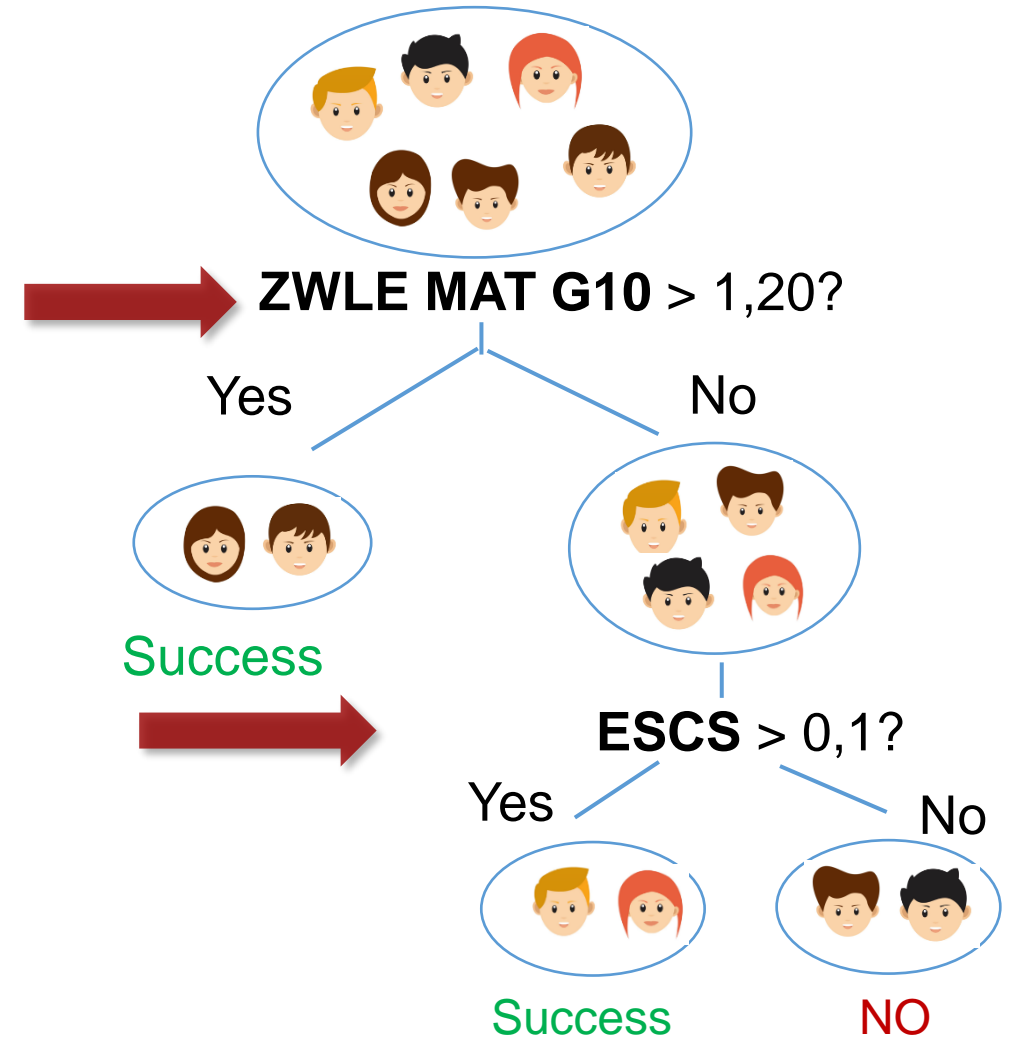 ZWLE MAT G10 > 1,20?
Yes
No
Success
ESCS > 0,1?
Yes
No
Success
NO